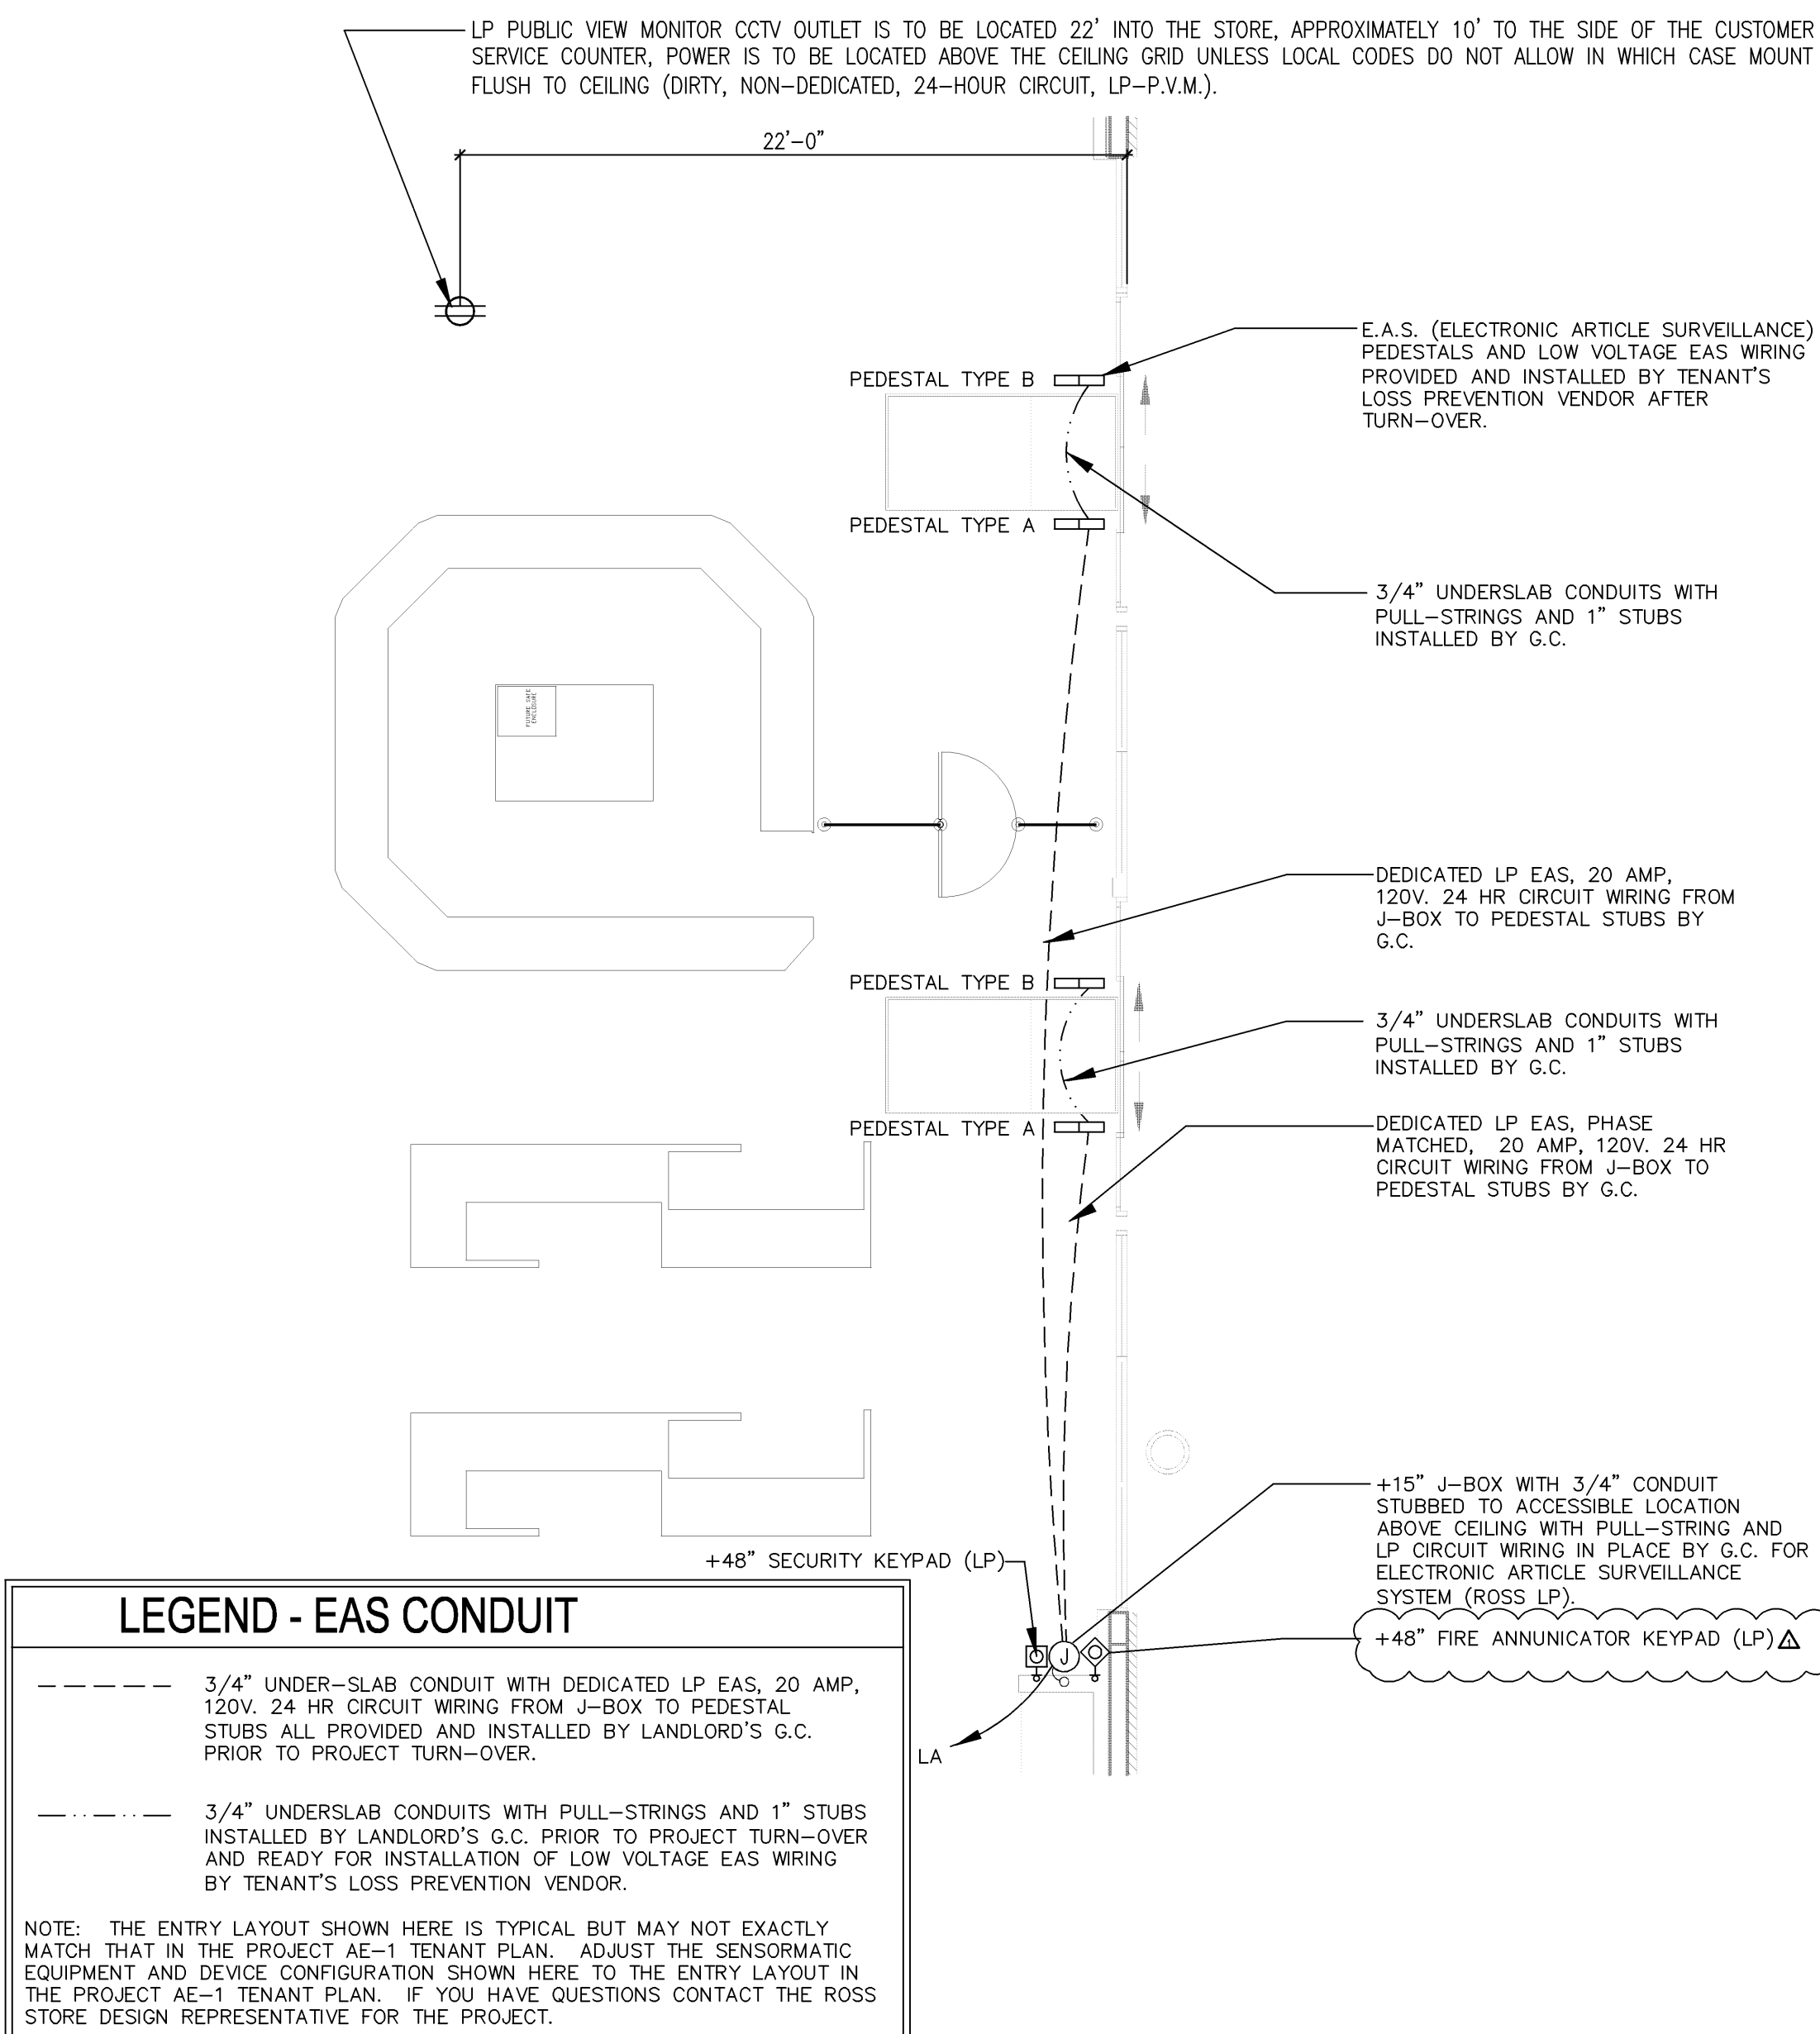 LP PUBLIC VIEW MONITOR CCTV OUTLET IS TO BE LOCATED 22' INTO THE STORE, APPROXIMATELY 10' TO THE SIDE OF THE CUSTOMER
SERVICE COUNTER, POWER IS TO BE LOCATED ABOVE THE CEILING GRID UNLESS LOCAL CODES DO NOT ALLOW IN WHICH CASE MOUNT
FLUSH TO CEILING (DIRTY, NON-DEDICATED, 24-HOUR CIRCUIT, LP-P.V.M.).
22'-0"
E.A.S. (ELECTRONIC ARTICLE SURVEILLANCE)
PEDESTALS AND LOW VOLTAGE EAS WIRING
PROVIDED AND INSTALLED BY TENANT'S
LOSS PREVENTION VENDOR AFTER
TURN-OVER.
PEDESTAL TYPE B
PEDESTAL TYPE A
3/4" UNDERSLAB CONDUITS WITH
PULL-STRINGS AND 1" STUBS
INSTALLED BY G.C.
FUTURE SAFE
ENCLOSURE
DEDICATED LP EAS, 20 AMP,
120V. 24 HR CIRCUIT WIRING FROM
J-BOX TO PEDESTAL STUBS BY
G.C.
PEDESTAL TYPE B
3/4" UNDERSLAB CONDUITS WITH
PULL-STRINGS AND 1" STUBS
INSTALLED BY G.C.
PEDESTAL TYPE A
DEDICATED LP EAS, PHASE
MATCHED, 20 AMP, 120V. 24 HR
CIRCUIT WIRING FROM J-BOX TO
PEDESTAL STUBS BY G.C.
+15" J-BOX WITH 3/4" CONDUIT
STUBBED TO ACCESSIBLE LOCATION
ABOVE CEILING WITH PULL-STRING AND
LP CIRCUIT WIRING IN PLACE BY G.C. FOR
ELECTRONIC ARTICLE SURVEILLANCE
SYSTEM (ROSS LP).
+48" SECURITY KEYPAD (LP)
J
+48" FIRE ANNUNICATOR KEYPAD (LP)
LA
LEGEND - EAS CONDUIT
3/4" UNDER-SLAB CONDUIT WITH DEDICATED LP EAS, 20 AMP,
120V. 24 HR CIRCUIT WIRING FROM J-BOX TO PEDESTAL
STUBS ALL PROVIDED AND INSTALLED BY LANDLORD'S G.C.
PRIOR TO PROJECT TURN-OVER.
3/4" UNDERSLAB CONDUITS WITH PULL-STRINGS AND 1" STUBS
INSTALLED BY LANDLORD'S G.C. PRIOR TO PROJECT TURN-OVER
AND READY FOR INSTALLATION OF LOW VOLTAGE EAS WIRING
BY TENANT'S LOSS PREVENTION VENDOR.
NOTE: THE ENTRY LAYOUT SHOWN HERE IS TYPICAL BUT MAY NOT EXACTLY
MATCH THAT IN THE PROJECT AE-1 TENANT PLAN. ADJUST THE SENSORMATIC
EQUIPMENT AND DEVICE CONFIGURATION SHOWN HERE TO THE ENTRY LAYOUT IN
THE PROJECT AE-1 TENANT PLAN. IF YOU HAVE QUESTIONS CONTACT THE ROSS
STORE DESIGN REPRESENTATIVE FOR THE PROJECT.